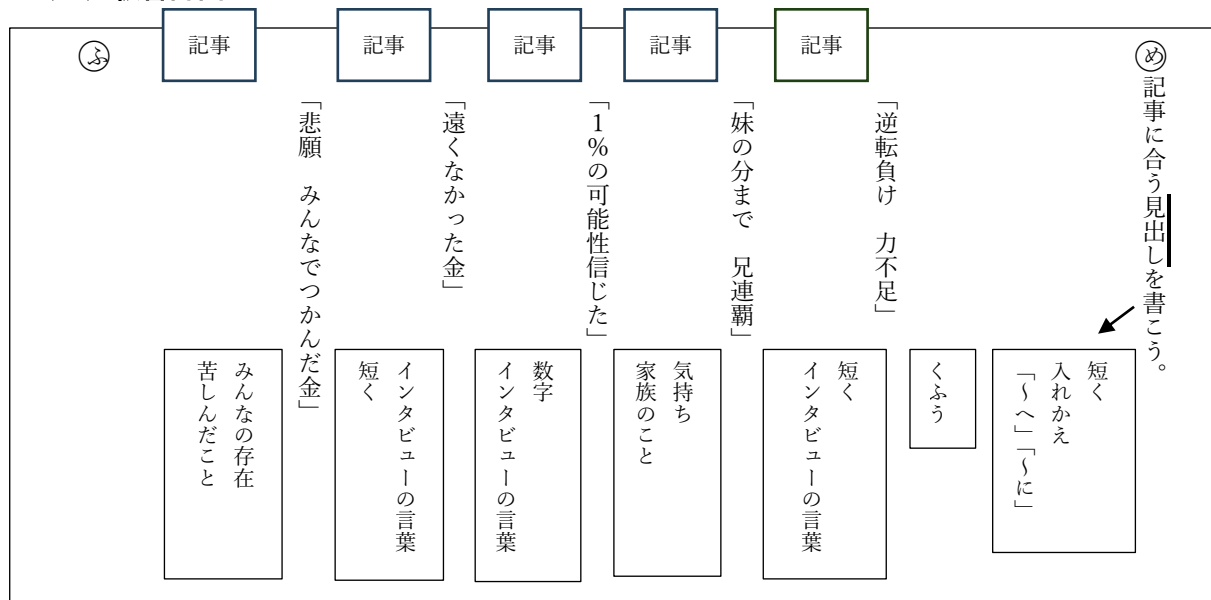 ㋱記事に合う見出しを書こう。
短く
入れかえ
「～へ」「～に」
くふう
記事
「逆転負け　力不足」
短く
インタビューの言葉
記事
「妹の分まで　兄連覇」
気持ち
家族のこと
記事
「１％の可能性信じた」
数字
インタビューの言葉
記事
「遠くなかった金」
インタビューの言葉
短く
記事
「悲願　みんなでつかんだ金」
みんなの存在
苦しんだこと
ふ